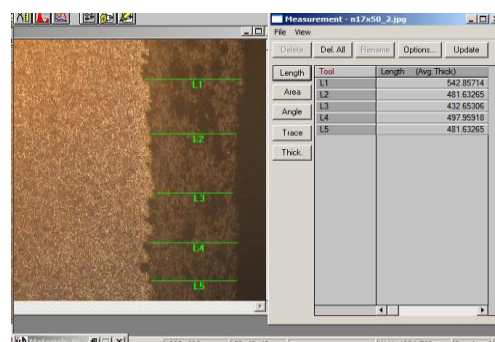 Measurement - n17x50_2.jpg
File View
Delete Del. All Rename Options... Update
Length
Area
Angle
Trace
Thick.
Tool Length (Avg.Thick)
L1 542.85714
L2 481.63265
L3 432.65306
L4 497.95918
L5 481.63265
L1
L2
L3
L4
L5